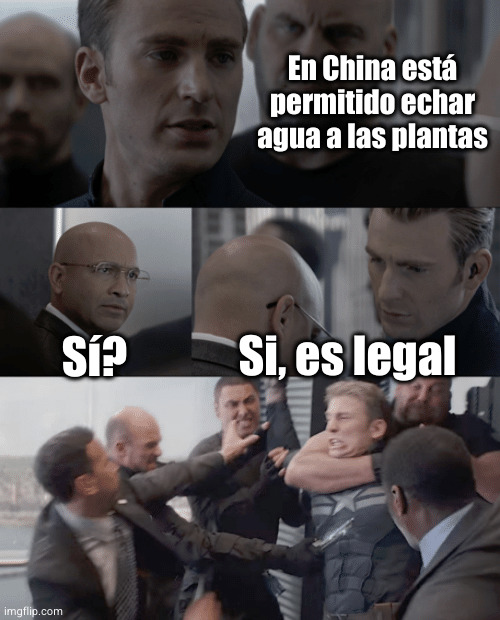 En China está
permitido echar
agua a las plantas
Sí?
Si, es legal
imgflip.com